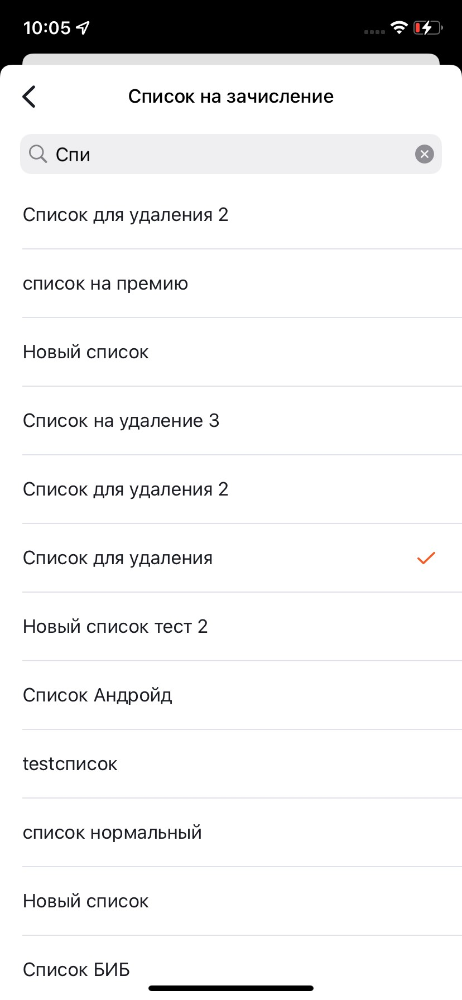 10:05
Список на зачисление
Спи
Список для удаления 2
список на премию
Новый список
Список на удаление 3
Список для удаления 2
Список для удаления
Новый список тест 2
Список Андройд
testсписок
список нормальный
Новый список
Список БИБ